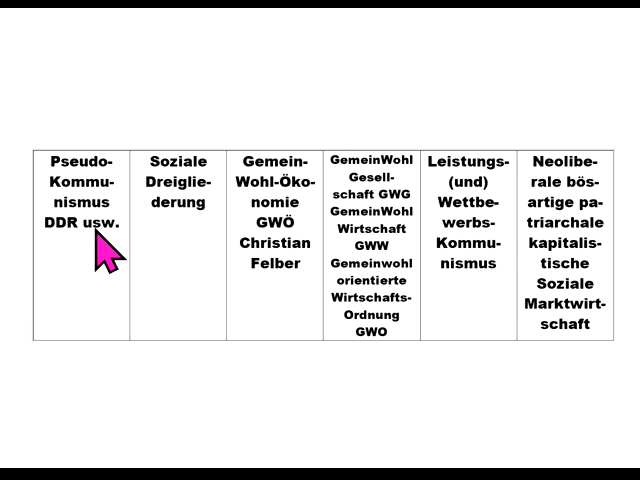 Pseudo-
Kommu-
nismus
DDR usw.
Soziale
Dreiglie-
derung
Gemein-
Wohl-Öko-
nomie
GWÖ
Christian
Felber
GemeinWohl
Gesell-
schaft GWG
GemeinWohl
Wirtschaft
GWW
Gemeinwohl
orientierte
Wirtschafts-
Ordnung
GWO
Leistungs-
(und)
Wettbe-
werbs-
Kommu-
nismus
Neolibe-
rale bös-
artige pa-
triarchale
kapitalis-
tische
Soziale
Marktwirt-
schaft